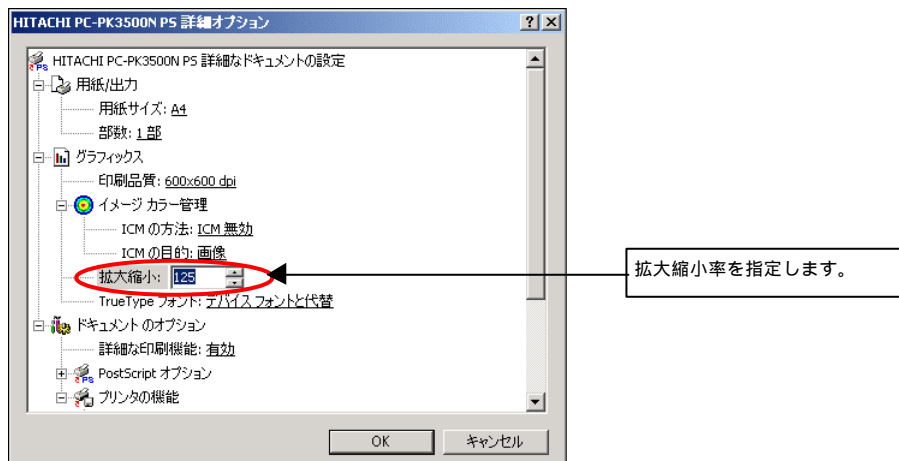 HITACHI PC-PK3500N PS 詳細オプション
HITACHI PC-PK3500N PS 詳細なドキュメントの設定
用紙/出力
用紙サイズ: A4
部数: 1 部
グラフィックス
印刷品質: 600x600 dpi
イメージ カラー管理
ICM の方法: ICM 無効
ICM の目的: 画像
拡大縮小: 125
拡大縮小率を指定します。
TrueType フォント: デバイス フォントと代替
ドキュメント のオプション
詳細な印刷機能: 有効
PostScript オプション
プリンタの機能
OK
キャンセル